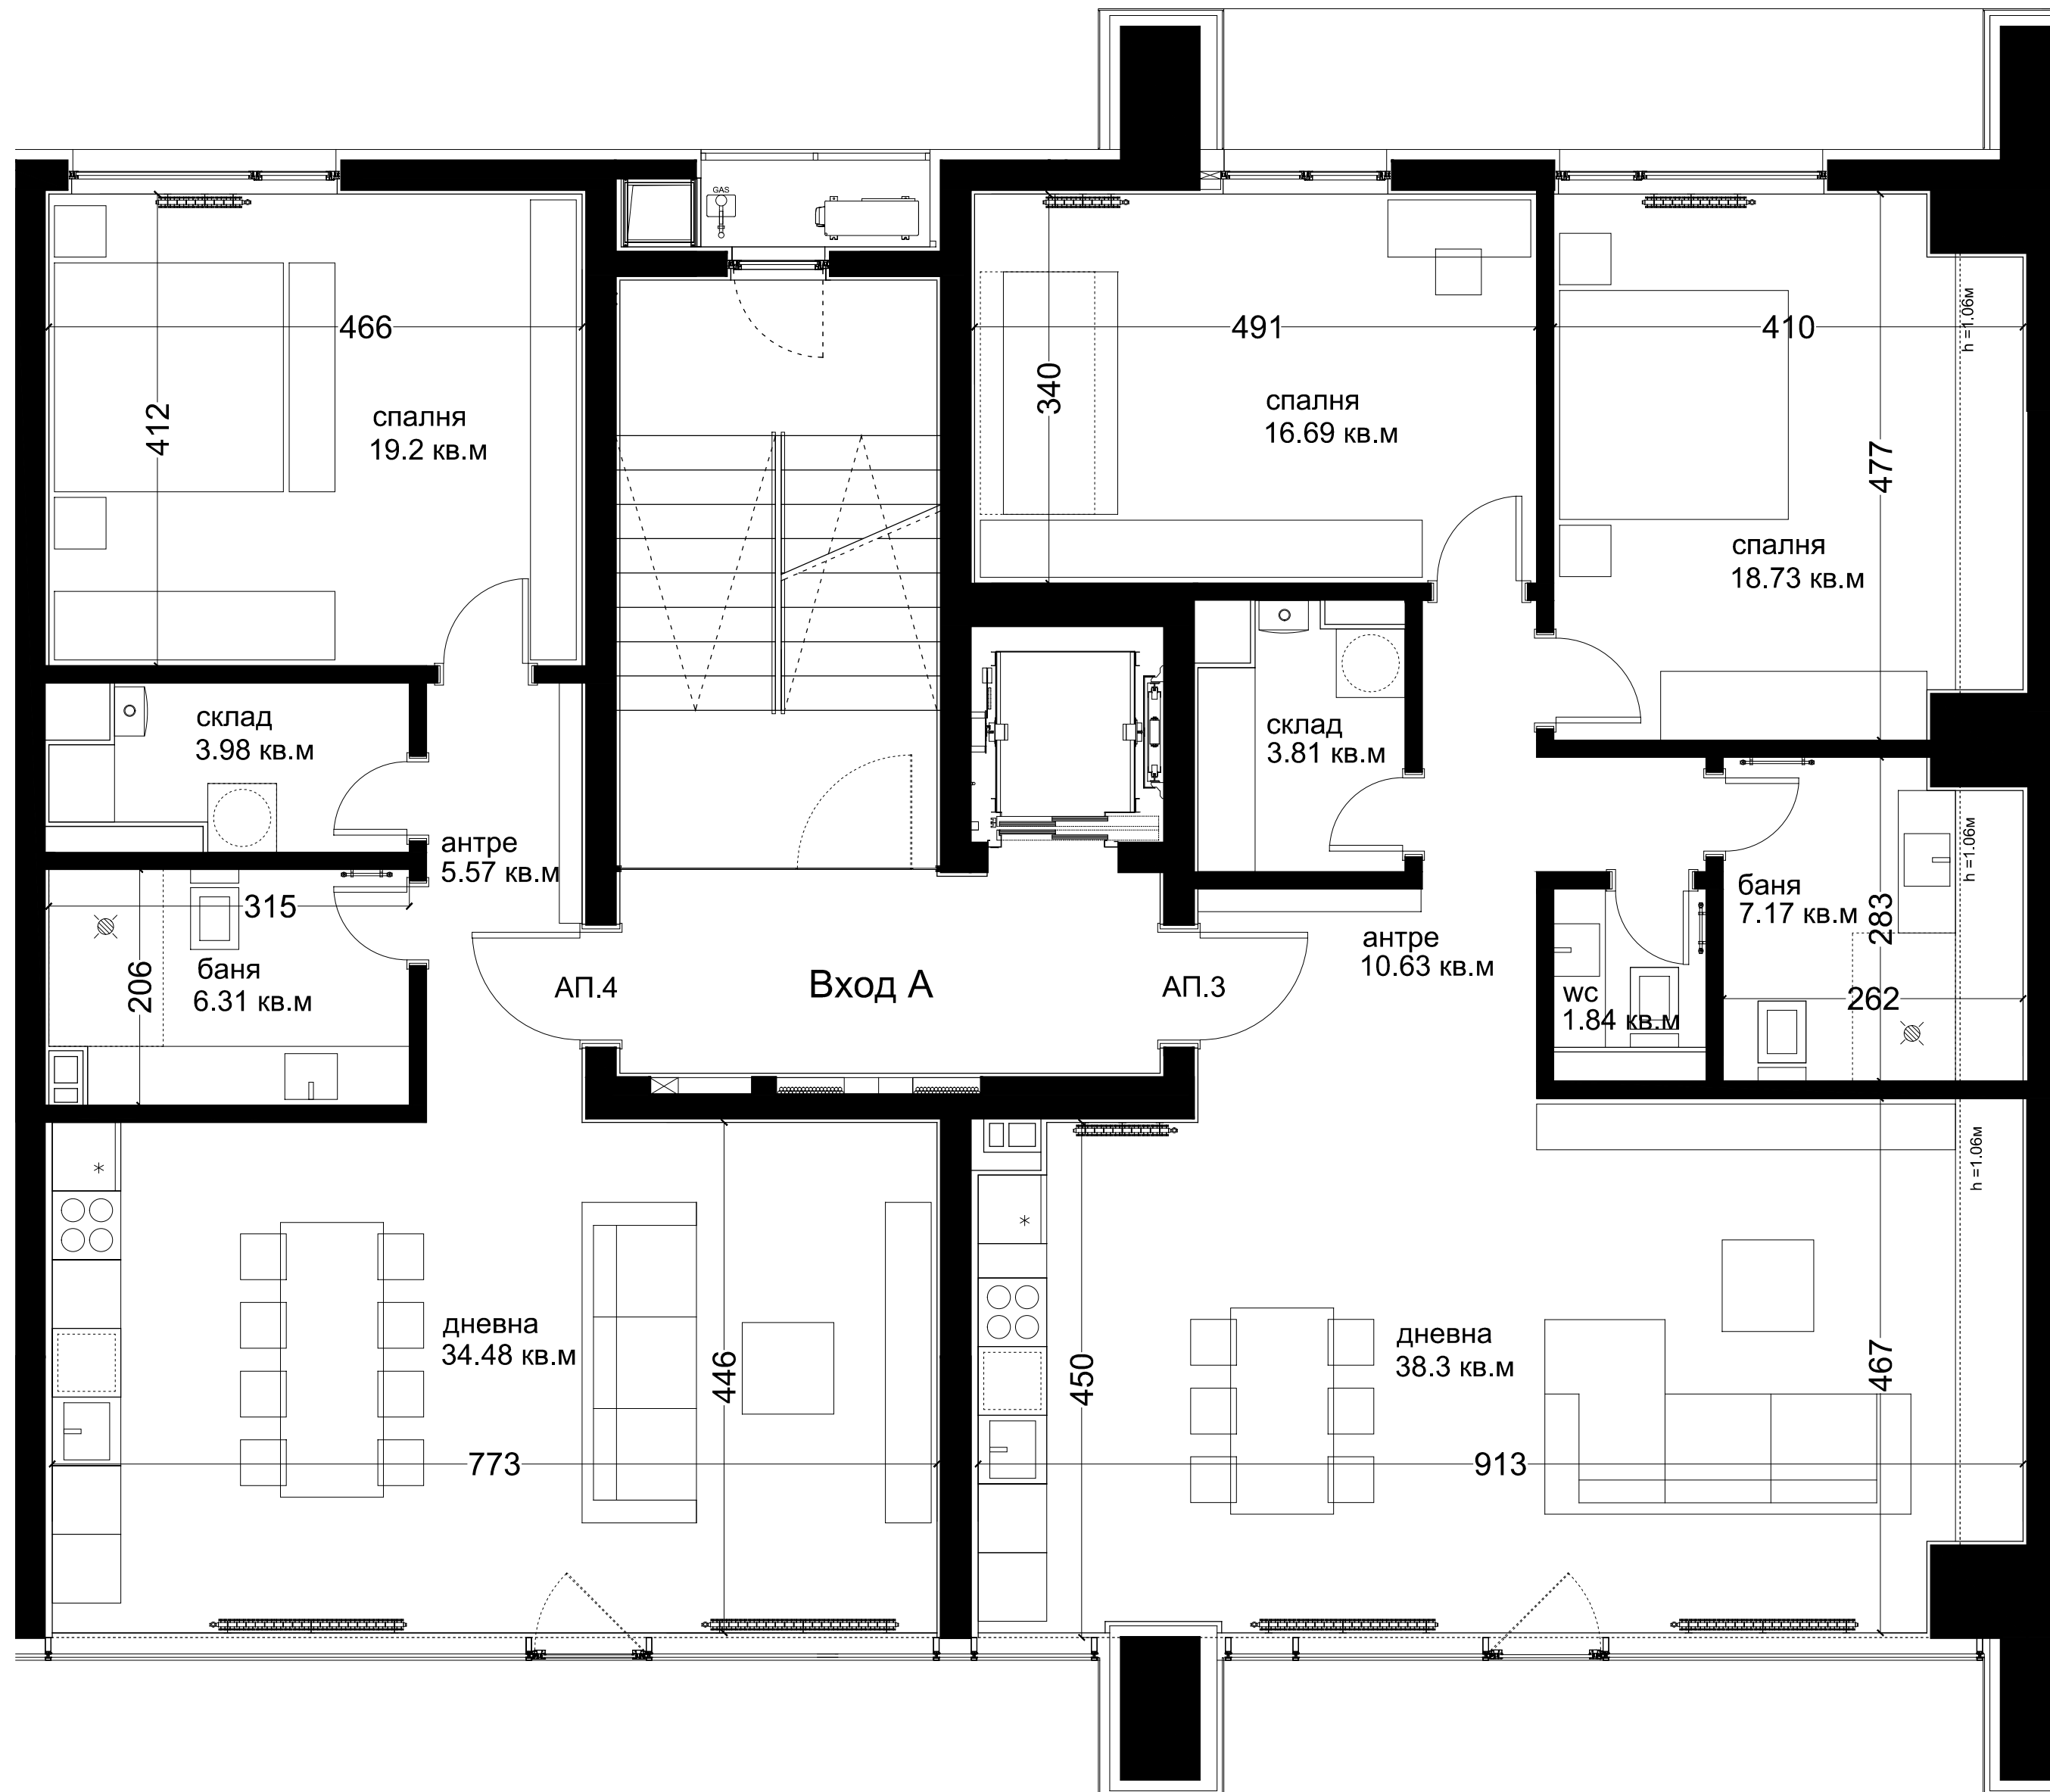 GAS
466
412
спалня
19.2 кв.м
491
340
спалня
16.69 кв.м
410
477
h =1.06м
спалня
18.73 кв.м
склад
3.98 кв.м
антре
5.57 кв.м
315
206
баня
6.31 кв.м
АП.4
Вход А
АП.3
склад
3.81 кв.м
антре
10.63 кв.м
wc
1.84 кв.м
баня
7.17 кв.м
283
262
h =1.06м
дневна
34.48 кв.м
446
773
дневна
38.3 кв.м
450
467
913
h =1.06м